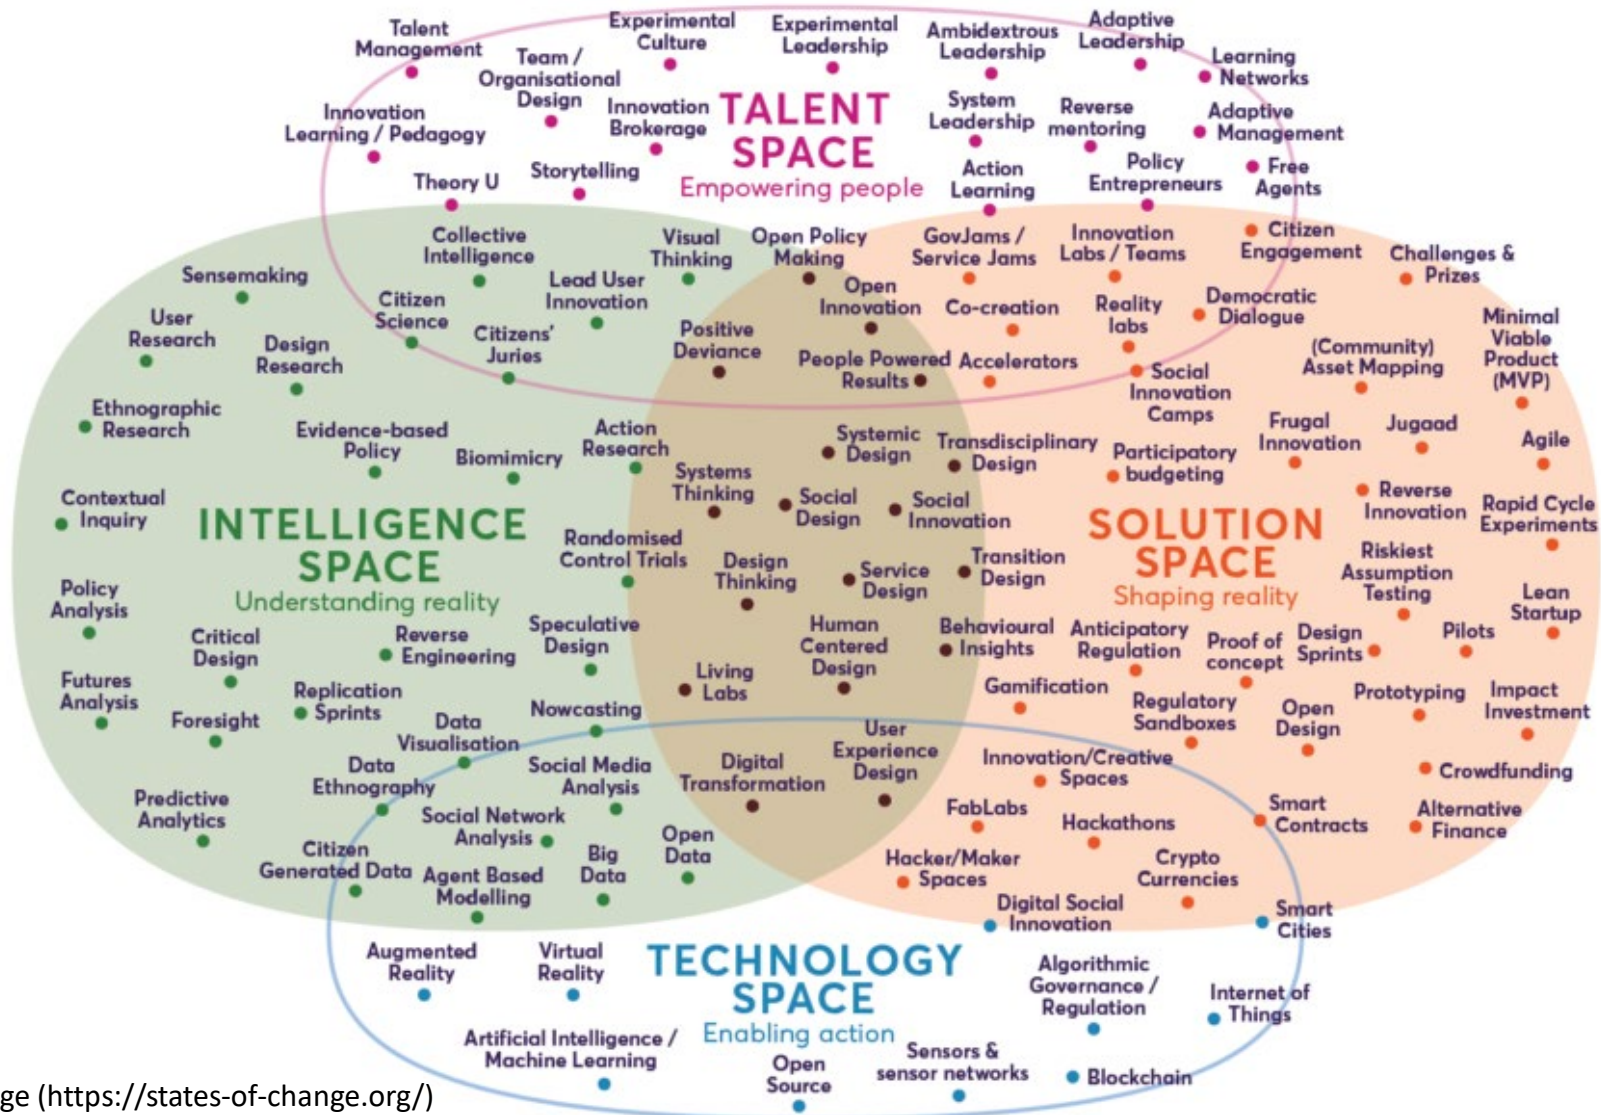 Talent
Management
Experimental
Culture
Experimental
Leadership
Ambidextrous
Leadership
Adaptive
Leadership
Learning
Networks
Team /
Organisational
Design
Innovation
Learning / Pedagogy
Innovation
Brokerage
TALENT
SPACE
Empowering people
System
Leadership
Reverse
mentoring
Adaptive
Management
Theory U
Storytelling
Action
Learning
Policy
Entrepreneurs
Free
Agents
Collective
Intelligence
Visual
Thinking
Open Policy
Making
GovJams /
Service Jams
Innovation
Labs / Teams
Citizen
Engagement
Challenges &
Prizes
Sensemaking
Citizen
Science
Lead User
Innovation
Open
Innovation
Co-creation
Reality
labs
Democratic
Dialogue
User
Research
Design
Research
Citizens'
Juries
Positive
Deviance
People Powered
Results
Accelerators
Social
Innovation
Camps
(Community)
Asset Mapping
Minimal
Viable
Product
(MVP)
Ethnographic
Research
Evidence-based
Policy
Biomimicry
Action
Research
Systemic
Design
Transdisciplinary
Design
Participatory
budgeting
Frugal
Innovation
Jugaad
Agile
Contextual
Inquiry
INTELLIGENCE
SPACE
Understanding reality
Systems
Thinking
Social
Design
Social
Innovation
SOLUTION
SPACE
Shaping reality
Reverse
Innovation
Rapid Cycle
Experiments
Randomised
Control Trials
Design
Thinking
Service
Design
Transition
Design
Riskiest
Assumption
Testing
Lean
Startup
Policy
Analysis
Critical
Design
Reverse
Engineering
Speculative
Design
Human
Centered
Design
Behavioural
Insights
Anticipatory
Regulation
Proof of
concept
Design
Sprints
Pilots
Futures
Analysis
Foresight
Replication
Sprints
Nowcasting
Living
Labs
Gamification
Regulatory
Sandboxes
Open
Design
Prototyping
Impact
Investment
Data
Visualisation
Data
Ethnography
Social Media
Analysis
Digital
Transformation
User
Experience
Design
Innovation/Creative
Spaces
Crowdfunding
Predictive
Analytics
Social Network
Analysis
Open
Data
FabLabs
Hackathons
Smart
Contracts
Alternative
Finance
Citizen
Generated Data
Agent Based
Modelling
Big
Data
Hacker/Maker
Spaces
Crypto
Currencies
Digital Social
Innovation
Smart
Cities
Augmented
Reality
Virtual
Reality
TECHNOLOGY
SPACE
Enabling action
Algorithmic
Governance /
Regulation
Internet of
Things
Artificial Intelligence /
Machine Learning
Open
Source
Sensors &
sensor networks
Blockchain
ge (https://states-of-change.org/)